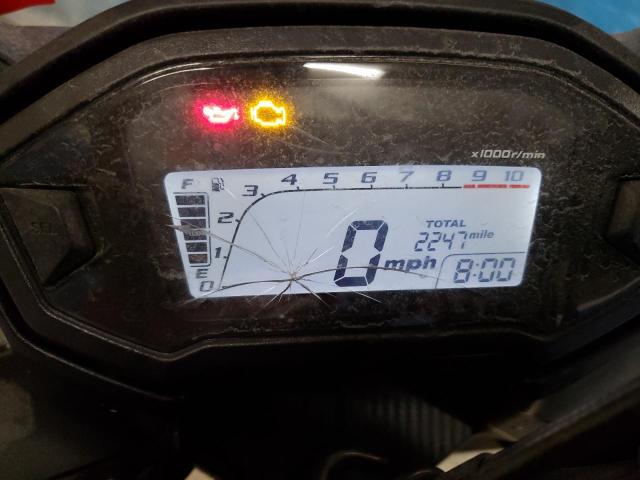 x1000r/min
F 3 4 5 6 7 8 9 10
2
TOTAL
SEL 0 mph 2247 mile
1
E
0 8:00